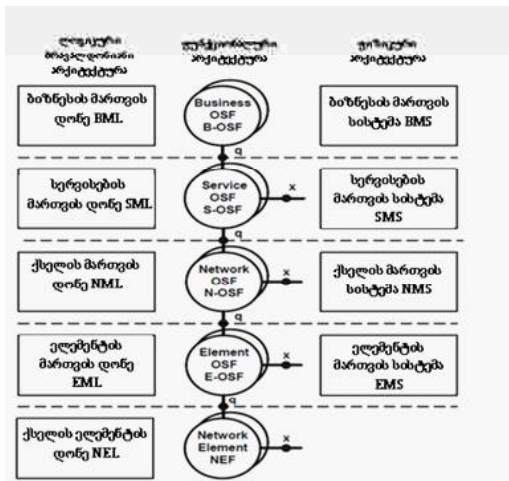 ლოგიკური
მრავალდონიანი
არქიტექტურა
ფუნქციონალური
არქიტექტურა
ფიზიკური
არქიტექტურა
ბიზნესის მართვის
დონე BML
Business
OSF
B-OSF
ბიზნესის მართვის
სისტემა BMS
q
სერვისების
მართვის დონე SML
Service
OSF
S-OSF
x
სერვისების
მართვის სისტემა
SMS
q
ქსელის მართვის
დონე NML
Network
OSF
N-OSF
x
ქსელის მართვის
სისტემა NMS
q
ელემენტის
მართვის დონე
EML
Element
OSF
E-OSF
x
ელემენტის
მართვის სისტემა
EMS
q
ქსელის ელემენტის
დონე NEL
Network
Element
NEF
x